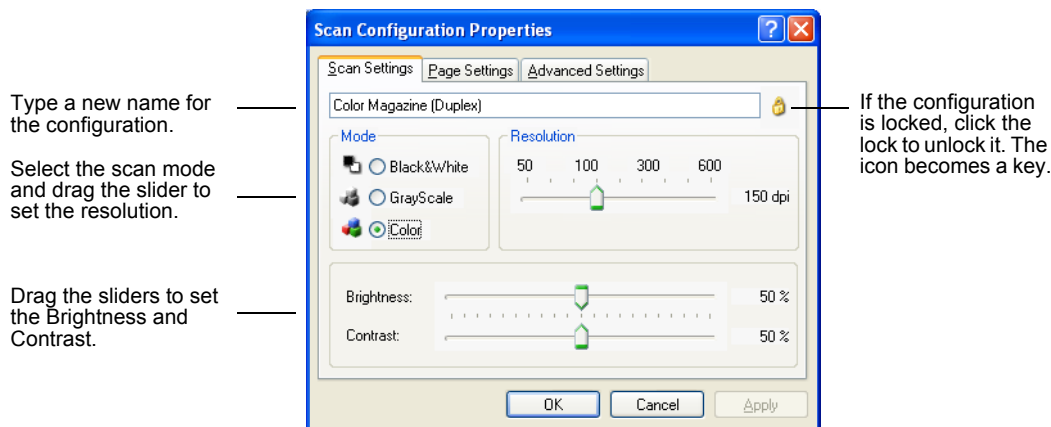 Scan Configuration Properties
Scan Settings Page Settings Advanced Settings
Type a new name for
the configuration.
Color Magazine (Duplex)
If the configuration
is locked, click the
lock to unlock it. The
icon becomes a key.
Select the scan mode
and drag the slider to
set the resolution.
Mode
Black&White
GrayScale
Color
Resolution
50 100 300 600
150 dpi
Drag the sliders to set
the Brightness and
Contrast.
Brightness: 50 %
Contrast: 50 %
OK Cancel Apply